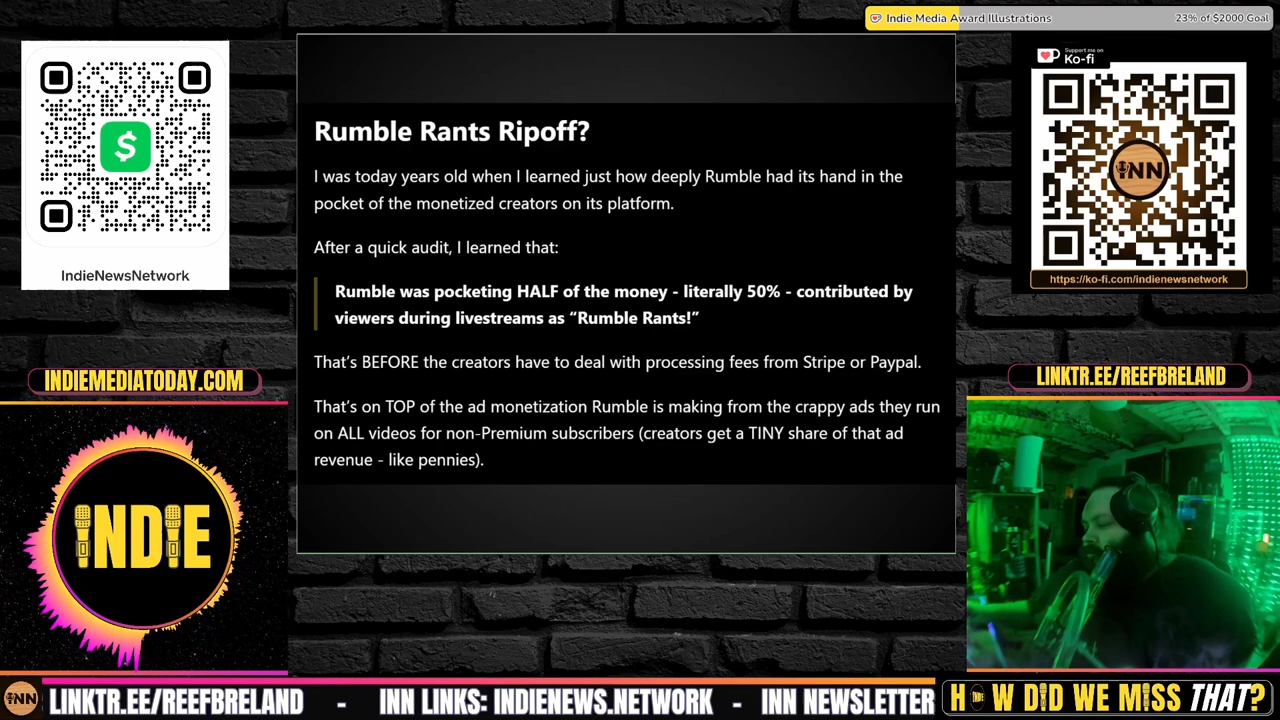 Indie Media Award Illustrations
23% of $2000 Goal
IndieNewsNetwork
Support me on
Ko-fi
iNN
https://ko-fi.com/indienewsnetwork
Rumble Rants Ripoff?
I was today years old when I learned just how deeply Rumble had its hand in the
pocket of the monetized creators on its platform.
After a quick audit, I learned that:
Rumble was pocketing HALF of the money - literally 50% - contributed by
viewers during livestreams as “Rumble Rants!”
That’s BEFORE the creators have to deal with processing fees from Stripe or Paypal.
That’s on TOP of the ad monetization Rumble is making from the crappy ads they run
on ALL videos for non-Premium subscribers (creators get a TINY share of that ad
revenue - like pennies).
INDIEMEDIATODAY.COM
LINKTR.EE/REEFBRELAND
iNDiE
iNN
LINKTR.EE/REEFBRELAND - INN LINKS: INDIENEWS.NETWORK - INN NEWSLETTER
HOW DiD WE MiSS THAT?